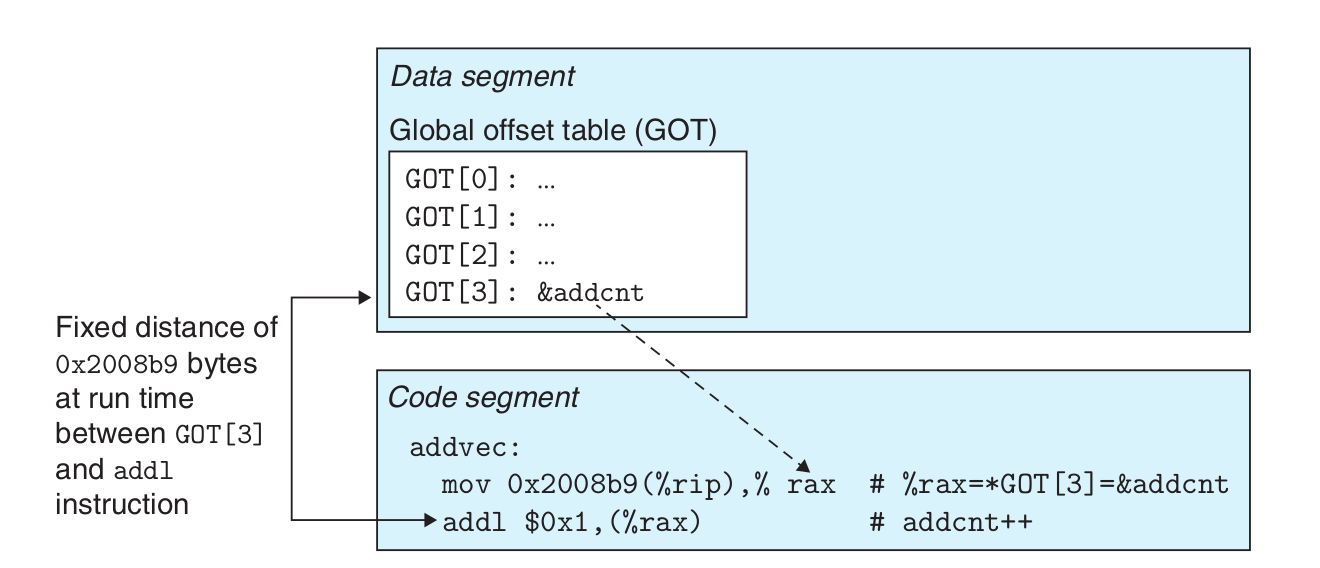 Data segment
Global offset table (GOT)
GOT[0]: …
GOT[1]: …
GOT[2]: …
GOT[3]: &addcnt
Fixed distance of
0x2008b9 bytes
at run time
between GOT[3]
and addl
instruction
Code segment
addvec:
mov 0x2008b9(%rip),% rax # %rax=*GOT[3]=&addcnt
addl $0x1,(%rax) # addcnt++